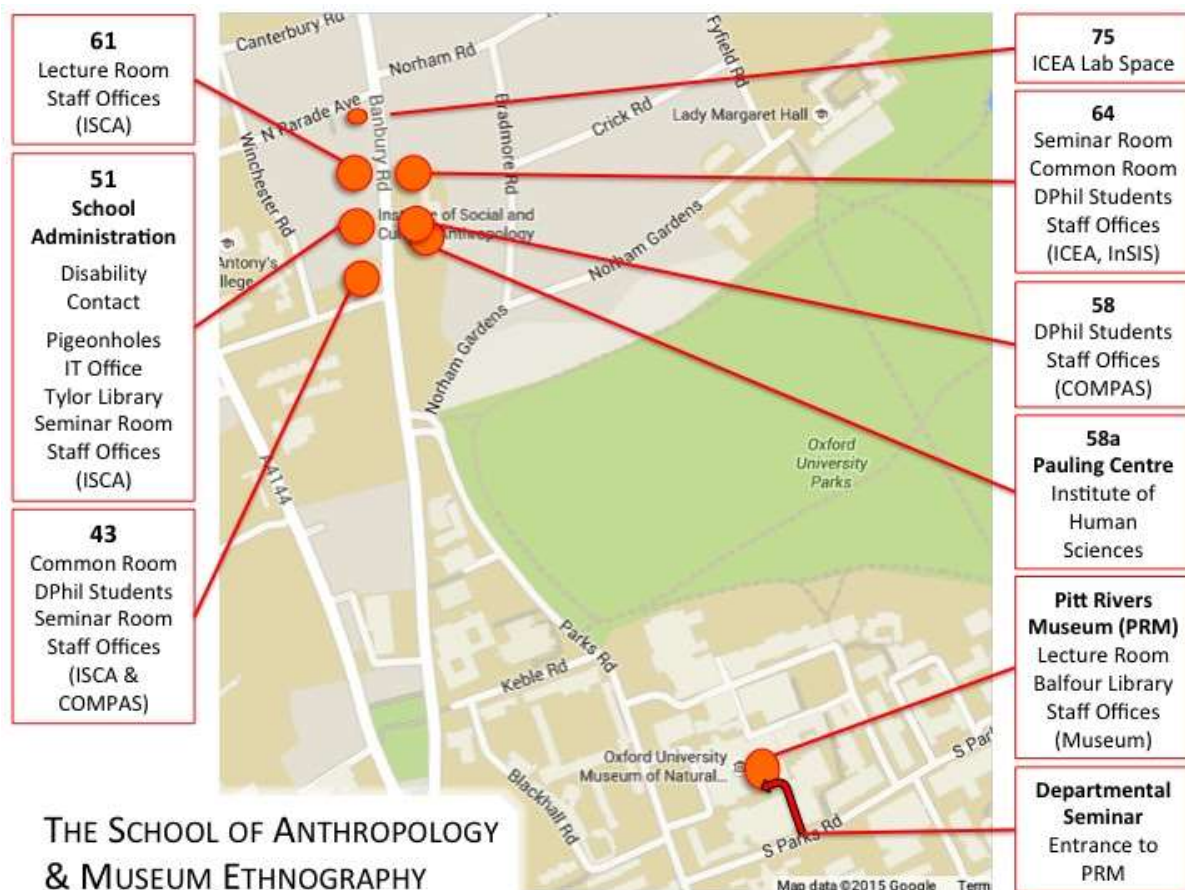 61
Lecture Room
Staff Offices
(ISCA)
51
School
Administration
Disability
Contact
Pigeonholes
IT Office
Tylor Library
Seminar Room
Staff Offices
(ISCA)
43
Common Room
DPhil Students
Seminar Room
Staff Offices
(ISCA &
COMPAS)
Canterbury Rd
Norham Rd
N Parade Ave
Banbury Rd
Bradmore Rd
Crick Rd
Fyfield Rd
Lady Margaret Hall
Winchester Rd
of Social and
Anthropology
Antony's
llege
Norham Gardens
Norham Gardens
A4144
Oxford
University
Parks
Parks Rd
Keble Rd
Oxford University
Museum of Natural...
Blackhall Rd
S Parks Rd
S Park
Map data ©2015 Google
Term
75
ICEA Lab Space
64
Seminar Room
Common Room
DPhil Students
Staff Offices
(ICEA, InSIS)
58
DPhil Students
Staff Offices
(COMPAS)
58a
Pauling Centre
Institute of
Human
Sciences
Pitt Rivers
Museum (PRM)
Lecture Room
Balfour Library
Staff Offices
(Museum)
Departmental
Seminar
Entrance to
PRM
THE SCHOOL OF ANTHROPOLOGY
& MUSEUM ETHNOGRAPHY